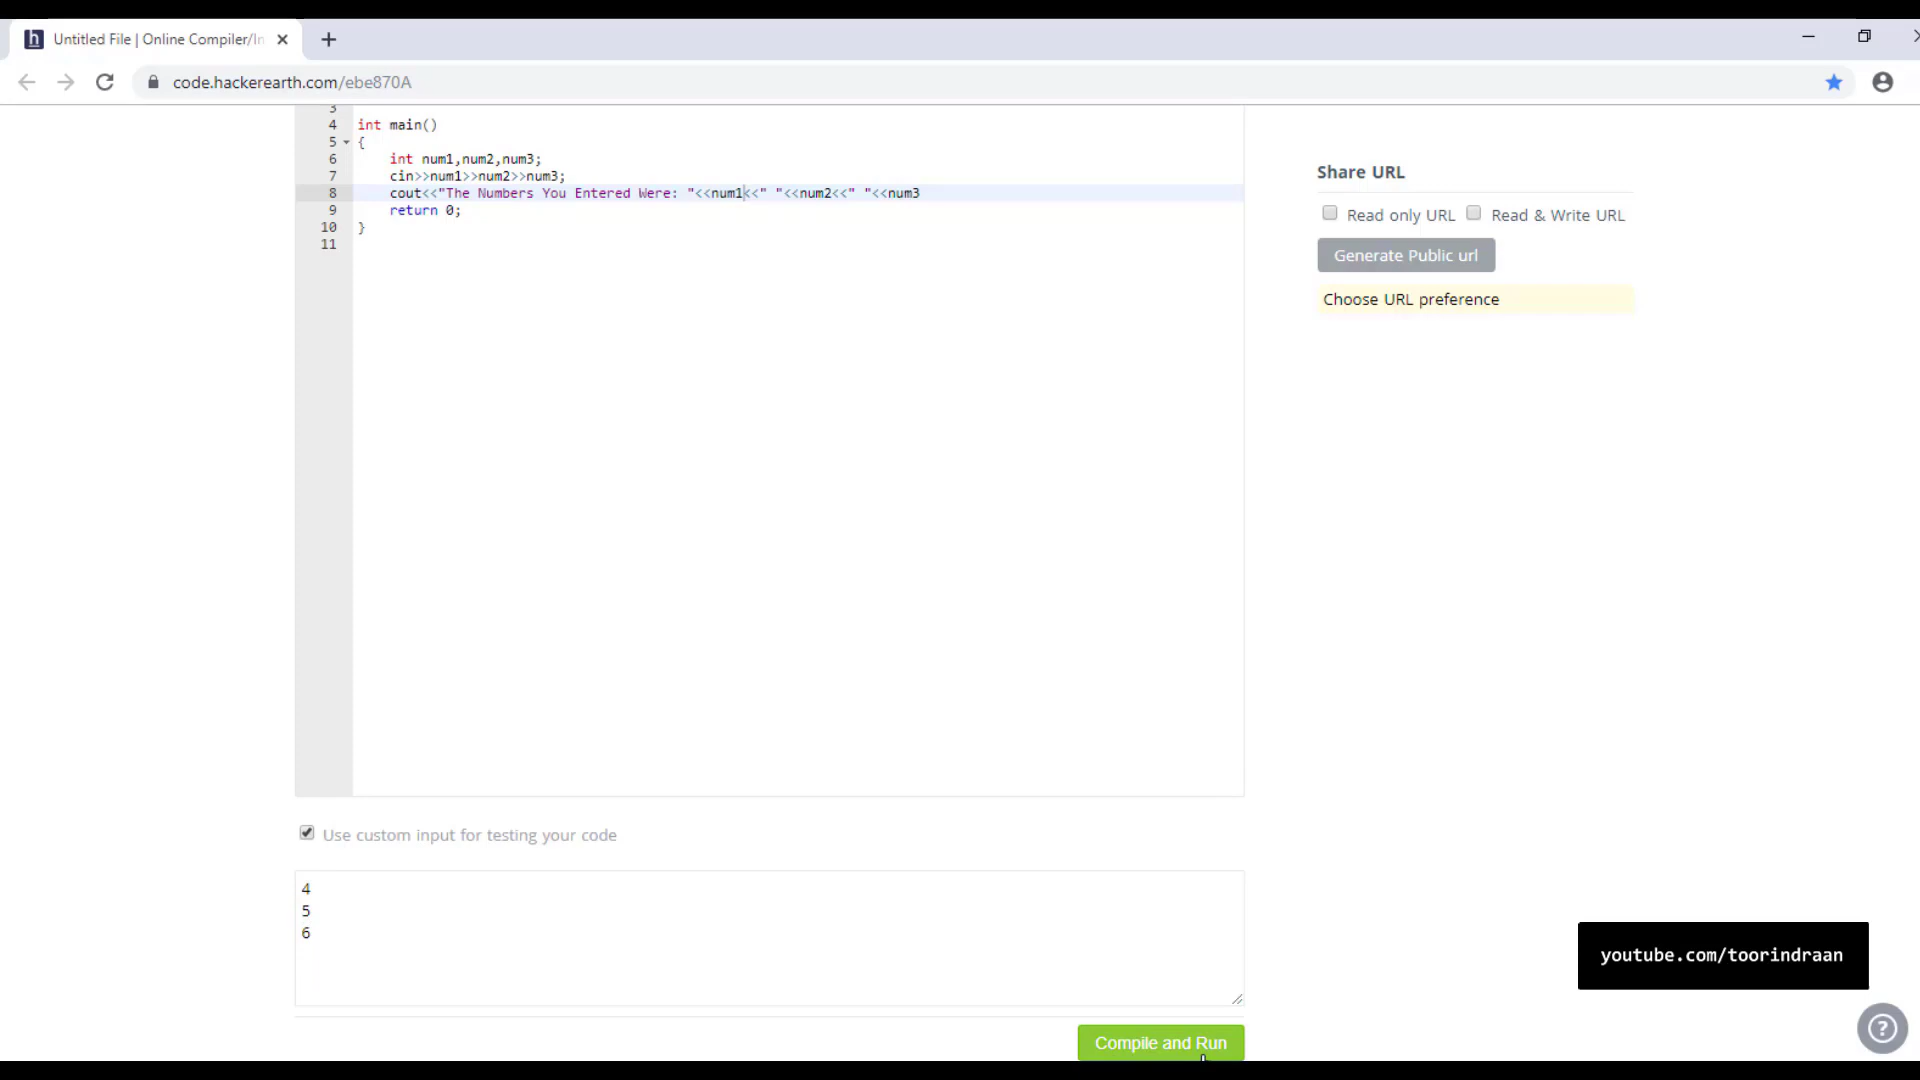 Untitled File | Online Compiler/In
code.hackerearth.com/ebe870A
3
4 int main()
5 {
6 int num1,num2,num3;
7 cin>>num1>>num2>>num3;
8 cout<<"The Numbers You Entered Were: "<<num1<<" "<<num2<<" "<<num3
9 return 0;
10 }
11
Share URL
Read only URL Read & Write URL
Generate Public url
Choose URL preference
Use custom input for testing your code
4
5
6
youtube.com/toorindraan
Compile and Run